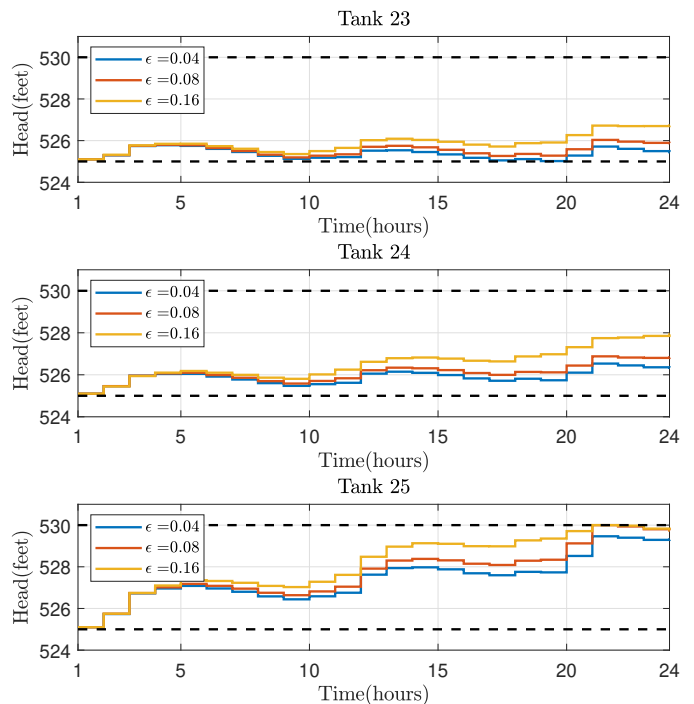 Tank 23
Head(feet)
530
528
526
524
ϵ =0.04
ϵ =0.08
ϵ =0.16
1 5 10 15 20 24
Time(hours)
Tank 24
Head(feet)
530
528
526
524
ϵ =0.04
ϵ =0.08
ϵ =0.16
1 5 10 15 20 24
Time(hours)
Tank 25
Head(feet)
530
528
526
524
ϵ =0.04
ϵ =0.08
ϵ =0.16
1 5 10 15 20 24
Time(hours)